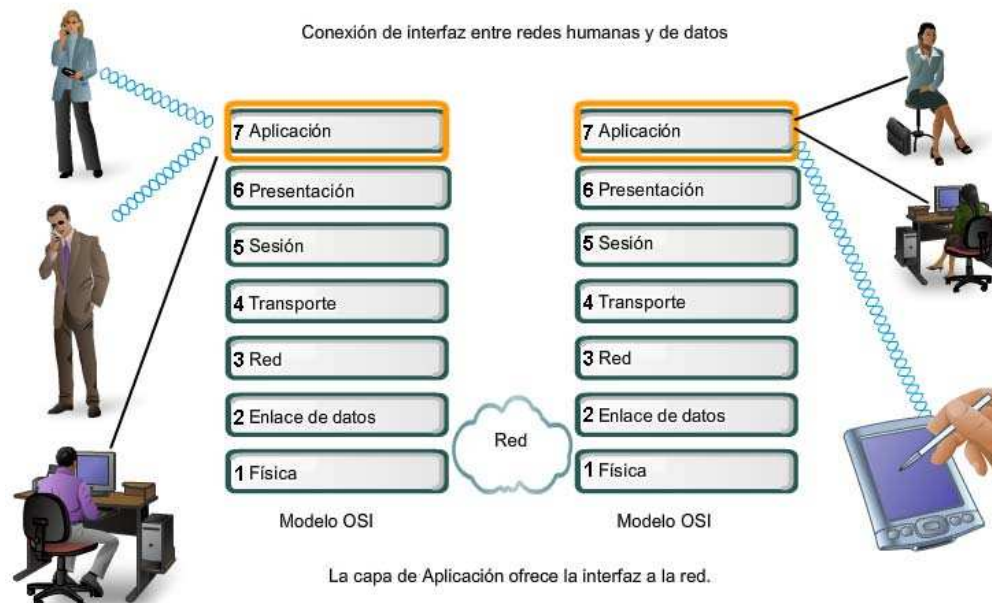 Conexión de interfaz entre redes humanas y de datos
7 Aplicación
6 Presentación
5 Sesión
4 Transporte
3 Red
2 Enlace de datos
1 Física
Modelo OSI
Red
7 Aplicación
6 Presentación
5 Sesión
4 Transporte
3 Red
2 Enlace de datos
1 Física
Modelo OSI
La capa de Aplicación ofrece la interfaz a la red.